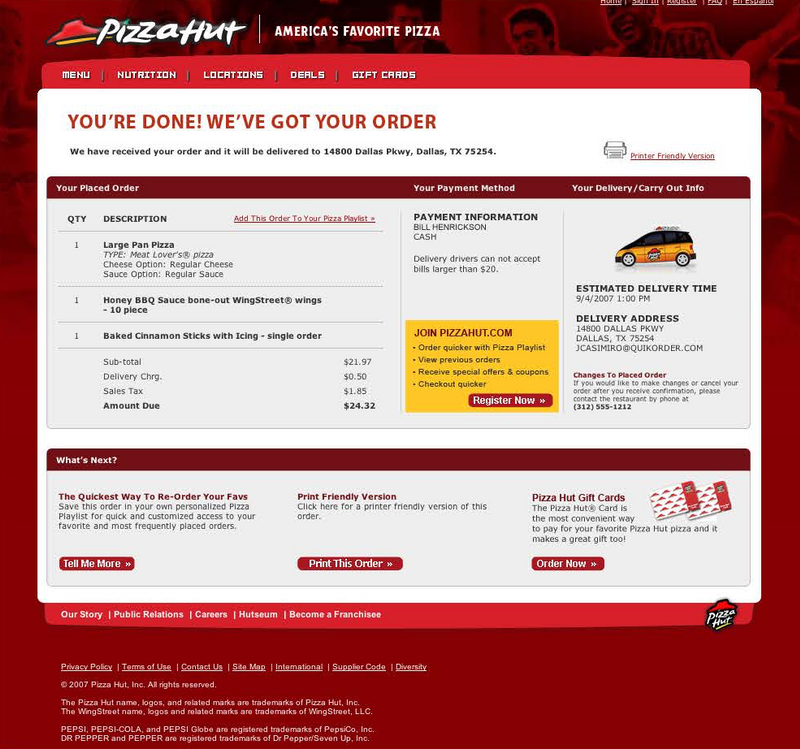 Home | Sign In | Register | FAQ | En Español
Pizza Hut
AMERICA'S FAVORITE PIZZA
MENU | NUTRITION | LOCATIONS | DEALS | GIFT CARDS
YOU'RE DONE! WE'VE GOT YOUR ORDER
We have received your order and it will be delivered to 14800 Dallas Pkwy, Dallas, TX 75254.
Printer Friendly Version
Your Placed Order
QTY DESCRIPTION Add This Order To Your Pizza Playlist »
1 Large Pan Pizza
TYPE: Meat Lover's® pizza
Cheese Option: Regular Cheese
Sauce Option: Regular Sauce
1 Honey BBQ Sauce bone-out WingStreet® wings
- 10 piece
1 Baked Cinnamon Sticks with Icing - single order
Sub-total $21.97
Delivery Chrg. $0.50
Sales Tax $1.85
Amount Due $24.32
Your Payment Method
PAYMENT INFORMATION
BILL HENRICKSON
CASH
Delivery drivers can not accept
bills larger than $20.
JOIN PIZZAHUT.COM
• Order quicker with Pizza Playlist
• View previous orders
• Receive special offers & coupons
• Checkout quicker
Register Now »
Your Delivery/Carry Out Info
ESTIMATED DELIVERY TIME
9/4/2007 1:00 PM
DELIVERY ADDRESS
14800 DALLAS PKWY
DALLAS, TX 75254
JCASIMIRO@QUIKORDER.COM
Changes To Placed Order
If you would like to make changes or cancel your
order after you receive confirmation, please
contact the restaurant by phone at
(312) 555-1212
What's Next?
The Quickest Way To Re-Order Your Favs
Save this order in your own personalized Pizza
Playlist for quick and customized access to your
favorite and most frequently placed orders.
Tell Me More »
Print Friendly Version
Click here for a printer friendly version of this
order.
Print This Order »
Pizza Hut Gift Cards
The Pizza Hut® Card is
the most convenient way
to pay for your favorite Pizza Hut pizza and it
makes a great gift too!
Order Now »
Our Story | Public Relations | Careers | Hutseum | Become a Franchisee
Pizza
Hut
Privacy Policy | Terms of Use | Contact Us | Site Map | International | Supplier Code | Diversity
© 2007 Pizza Hut, Inc. All rights reserved.
The Pizza Hut name, logos, and related marks are trademarks of Pizza Hut, Inc.
The WingStreet name, logos and related marks are trademarks of WingStreet, LLC.
PEPSI, PEPSI-COLA, and PEPSI Globe are registered trademarks of PepsiCo, Inc.
DR PEPPER and PEPPER are registered trademarks of Dr Pepper/Seven Up, Inc.